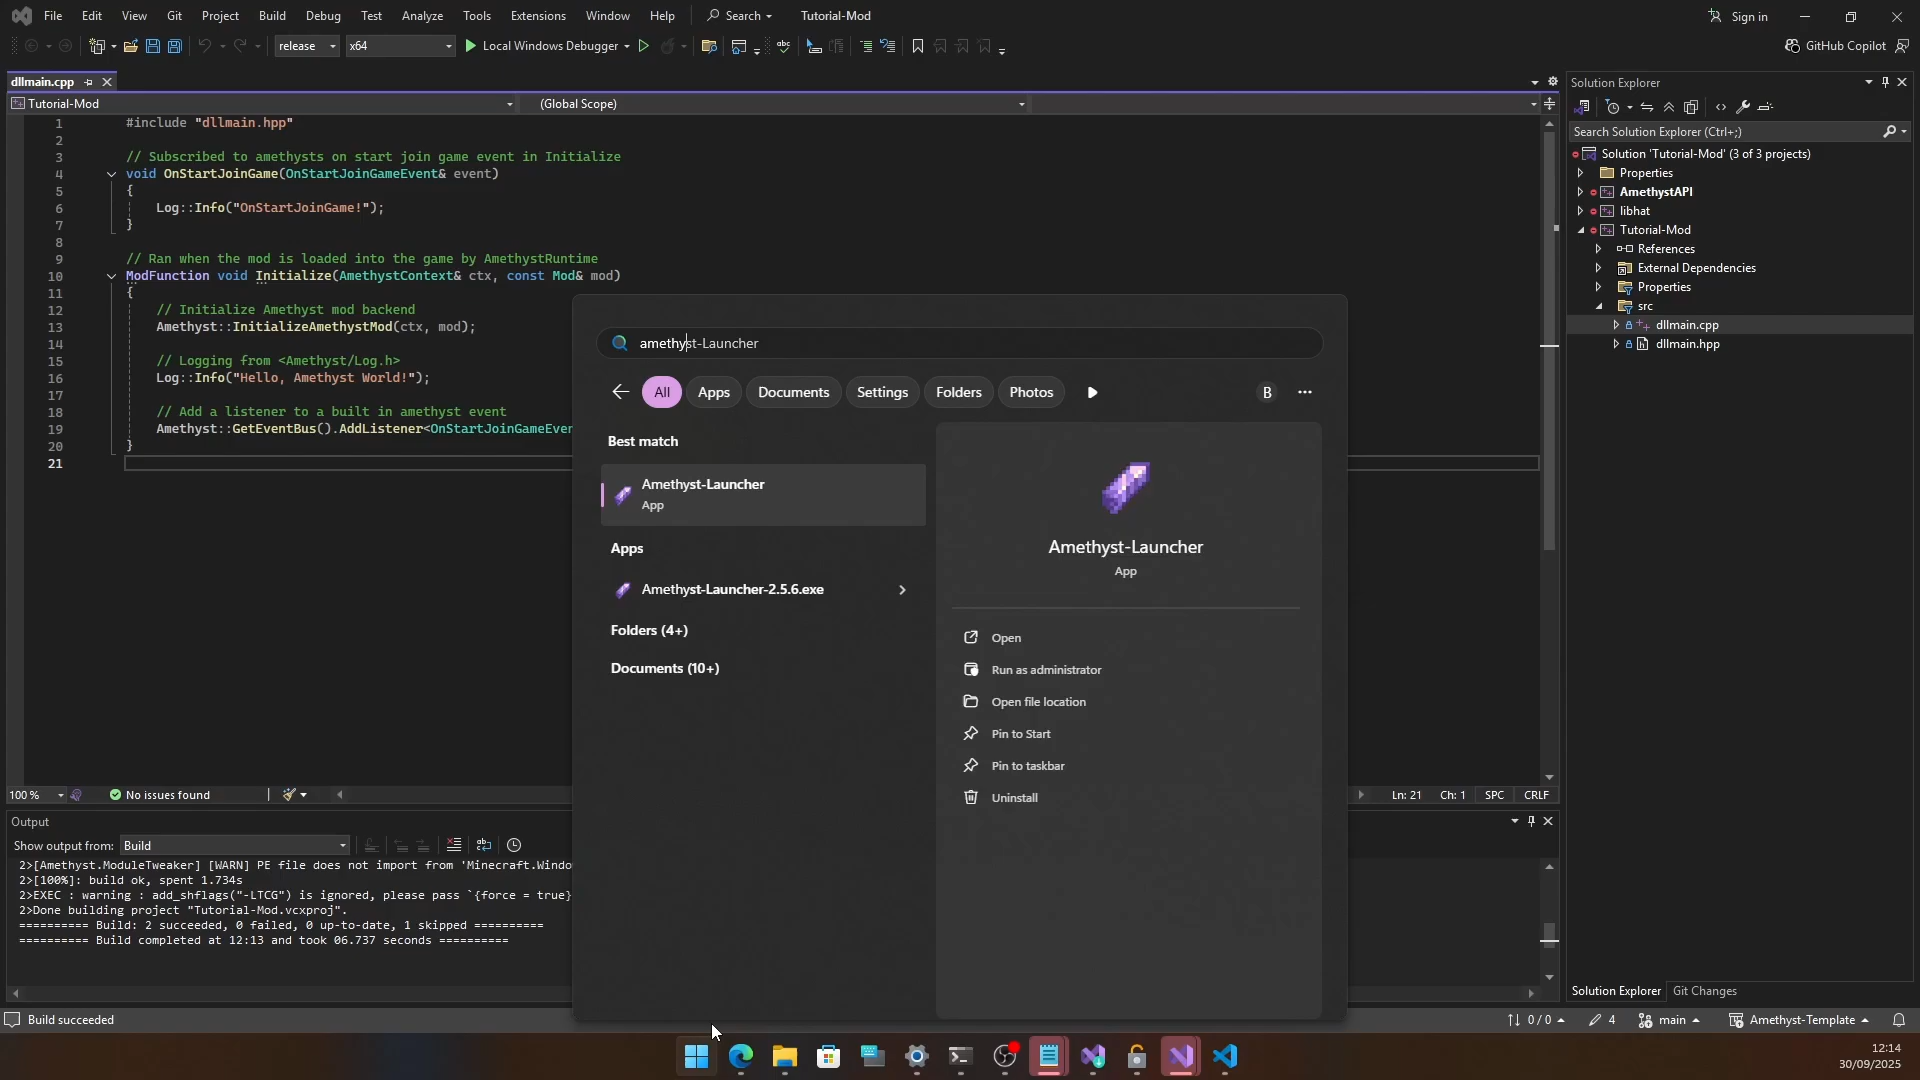 File Edit View Git Project Build Debug Test Analyze Tools Extensions Window Help Search Tutorial-Mod Sign in
release x64 Local Windows Debugger GitHub Copilot
dllmain.cpp
Tutorial-Mod (Global Scope)
1 #include "dllmain.hpp"
2
3 // Subscribed to amethysts on start join game event in Initialize
4 void OnStartJoinGame(OnStartJoinGameEvent& event)
5 {
6 Log::Info("OnStartJoinGame!");
7 }
8
9 // Ran when the mod is loaded into the game by AmethystRuntime
10 ModFunction void Initialize(AmethystContext& ctx, const Mod& mod)
11 {
12 // Initialize Amethyst mod backend
13 Amethyst::InitializeAmethystMod(ctx, mod);
14
15 // Logging from <Amethyst/Log.h>
16 Log::Info("Hello, Amethyst World!");
17
18 // Add a listener to a built in amethyst event
19 Amethyst::GetEventBus().AddListener<OnStartJoinGameEven
20 }
21
100 % No issues found Ln: 21 Ch: 1 SPC CRLF
Output
Show output from: Build
2>[Amethyst.ModuleTweaker] [WARN] PE file does not import from 'Minecraft.Windo
2>[100%]: build ok, spent 1.734s
2>EXEC : warning : add_shflags("-LTCG") is ignored, please pass `{force = true}
2>Done building project "Tutorial-Mod.vcxproj".
========== Build: 2 succeeded, 0 failed, 0 up-to-date, 1 skipped ==========
========== Build completed at 12:13 and took 06.737 seconds ==========
Build succeeded
amethyst-Launcher
All Apps Documents Settings Folders Photos B
Best match
Amethyst-Launcher
App
Apps
Amethyst-Launcher-2.5.6.exe
Folders (4+)
Documents (10+)
Amethyst-Launcher
App
Open
Run as administrator
Open file location
Pin to Start
Pin to taskbar
Uninstall
Solution Explorer
Search Solution Explorer (Ctrl+;)
Solution 'Tutorial-Mod' (3 of 3 projects)
Properties
AmethystAPI
libhat
Tutorial-Mod
References
External Dependencies
Properties
src
dllmain.cpp
dllmain.hpp
Solution Explorer Git Changes
0 / 0 4 main Amethyst-Template
12:14
30/09/2025